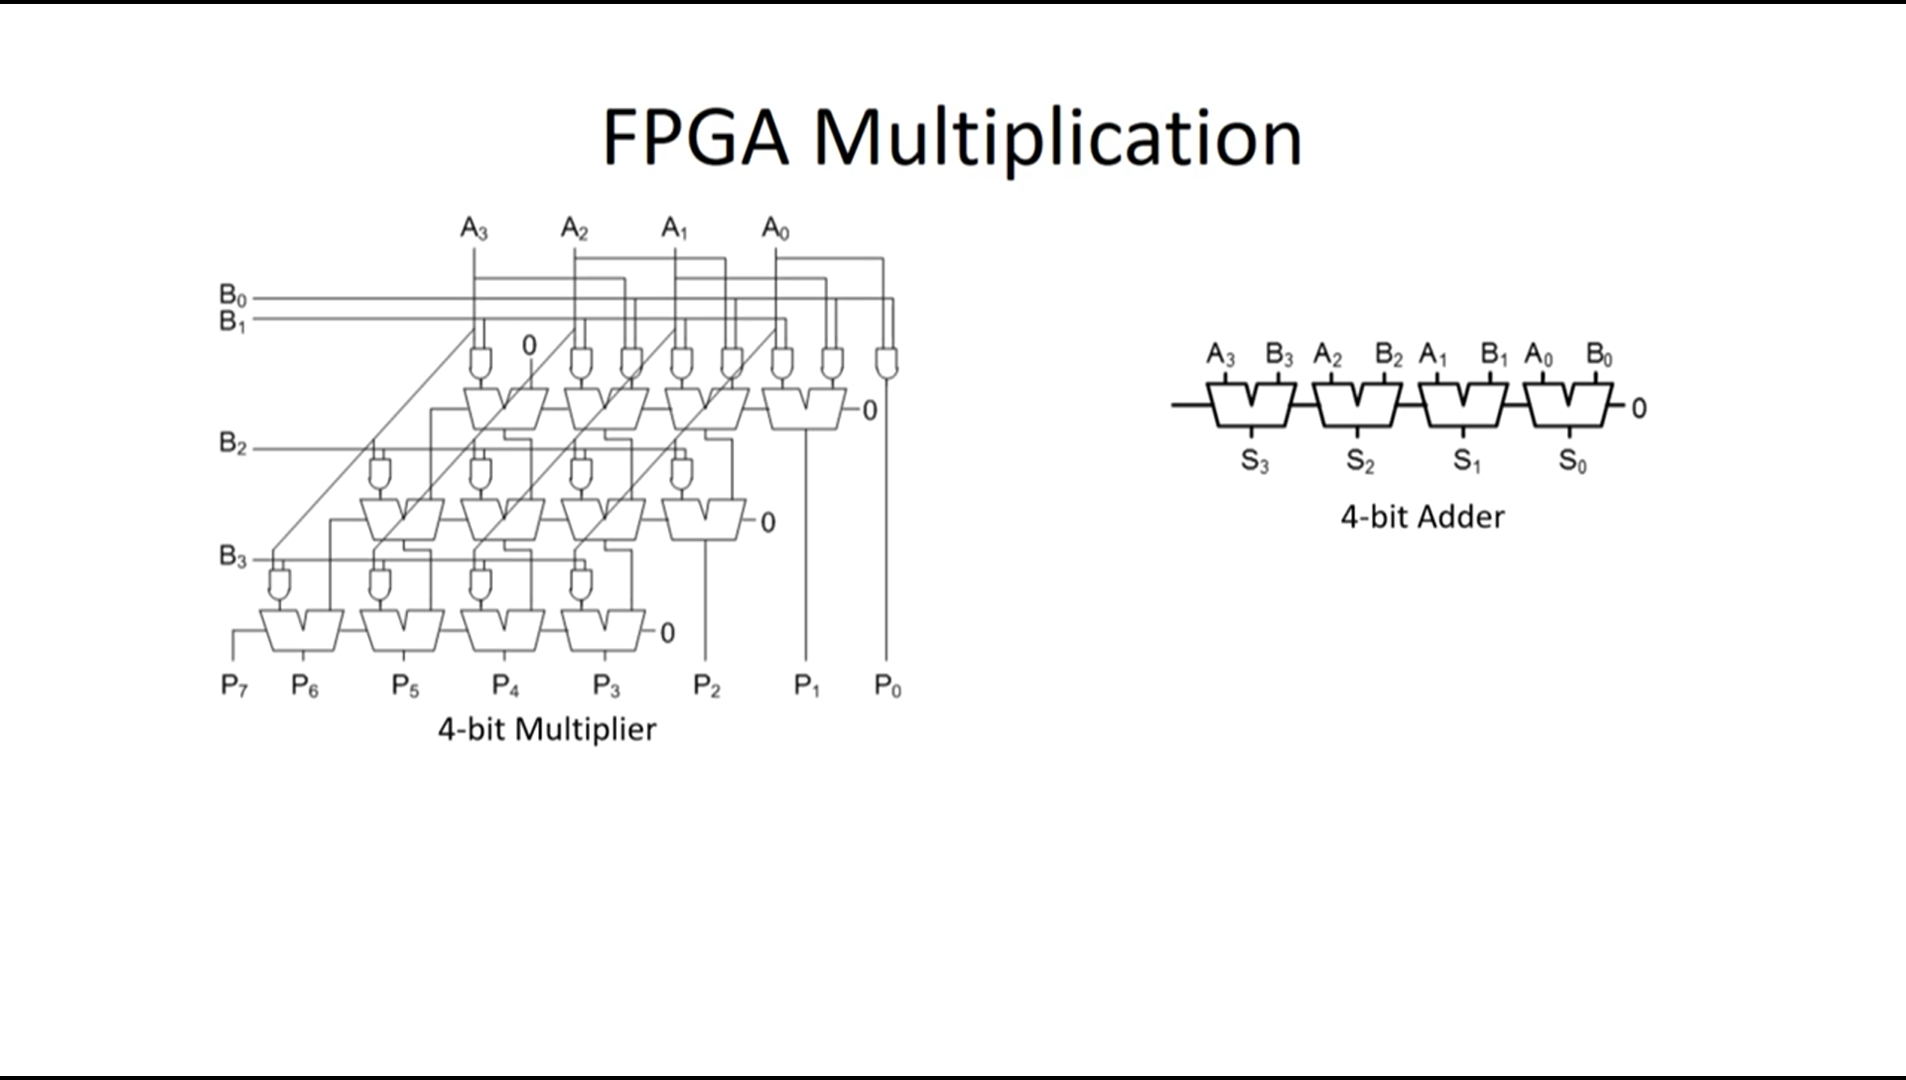 FPGA Multiplication
A₃ A₂ A₁ A₀
B₀
B₁
0
0
B₂
0
B₃
0
P₇ P₆ P₅ P₄ P₃ P₂ P₁ P₀
4-bit Multiplier
A₃ B₃ A₂ B₂ A₁ B₁ A₀ B₀
0
S₃ S₂ S₁ S₀
4-bit Adder